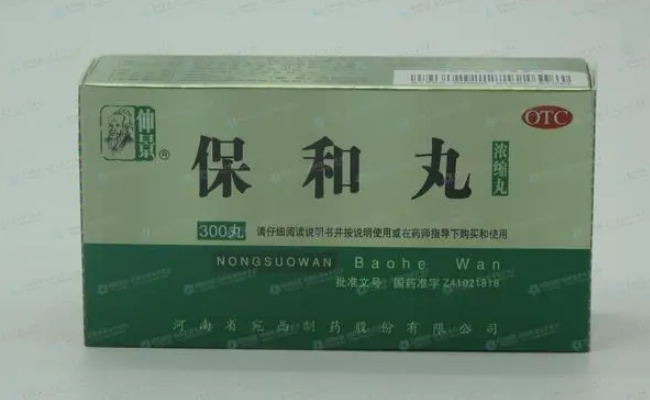 OTC
仲景
®
保和丸
浓缩丸
300丸 请仔细阅读说明书并按说明使用或在药师指导下购买和使用
NONGSUOWAN Baohe Wan
批准文号 国药准字Z41021818
河南省宛西制药股份有限公司